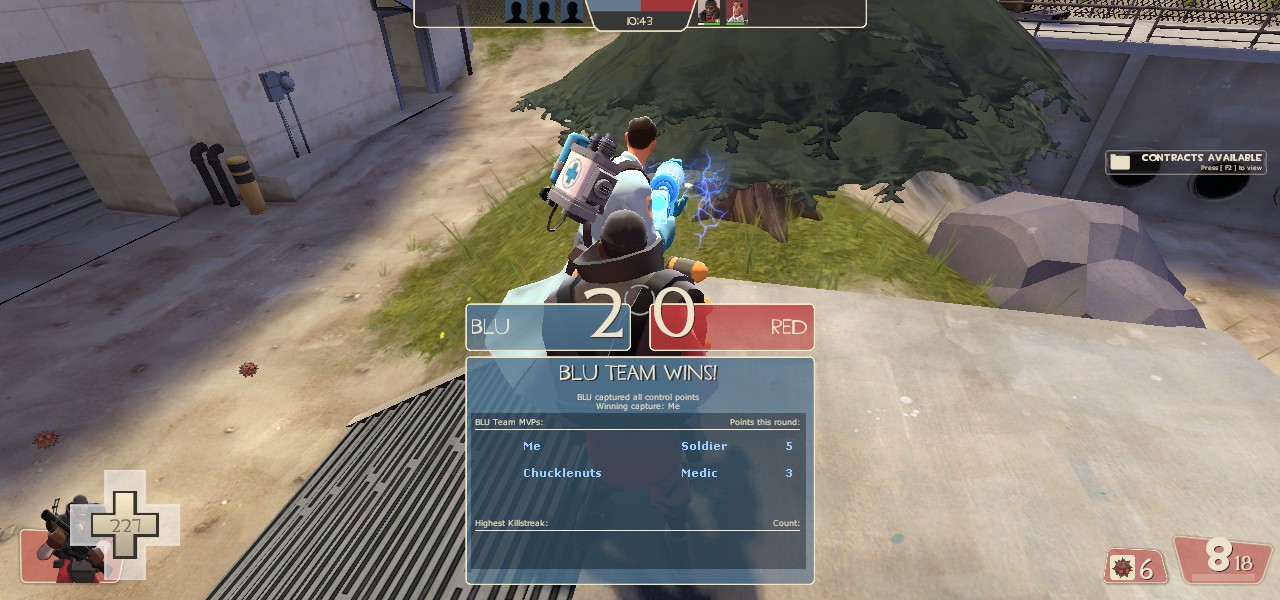 10:43
CONTRACTS AVAILABLE
Press [ F2 ] to view
BLU 2 0 RED
BLU TEAM WINS!
BLU captured all control points
Winning capture: Me
BLU Team MVPs: Points this round:
Me Soldier 5
Chucklenuts Medic 3
Highest Killstreak: Count:
227
6
8 18